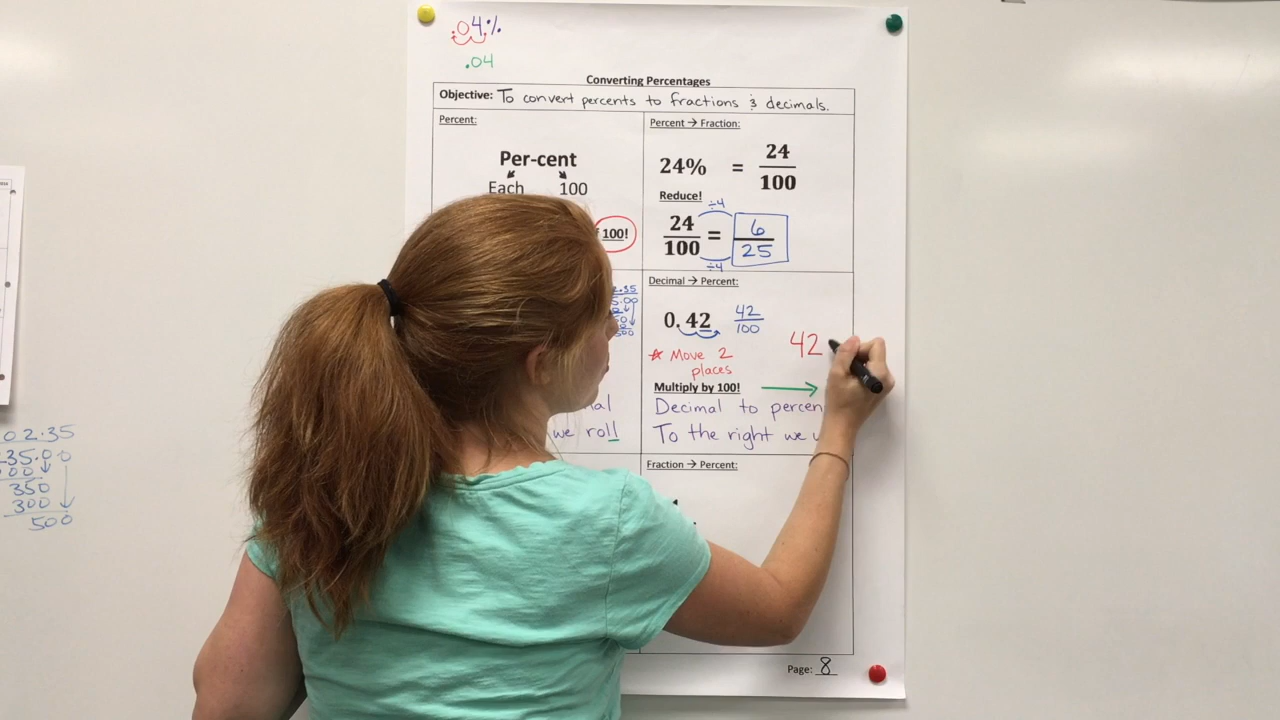 .04%
.04
Converting Percentages
Objective: To convert percents to fractions & decimals.
Percent:
Per-cent
Each 100
100!
Percent → Fraction:
24% = 24/100
Reduce!
÷4
24/100 = 6/25
÷4
Decimal → Percent:
0.42 42/100
42
* Move 2
places
Multiply by 100!
Decimal to percen
To the right we
we roll
Fraction → Percent:
Page: 8
02.35
35.00
350
300
500